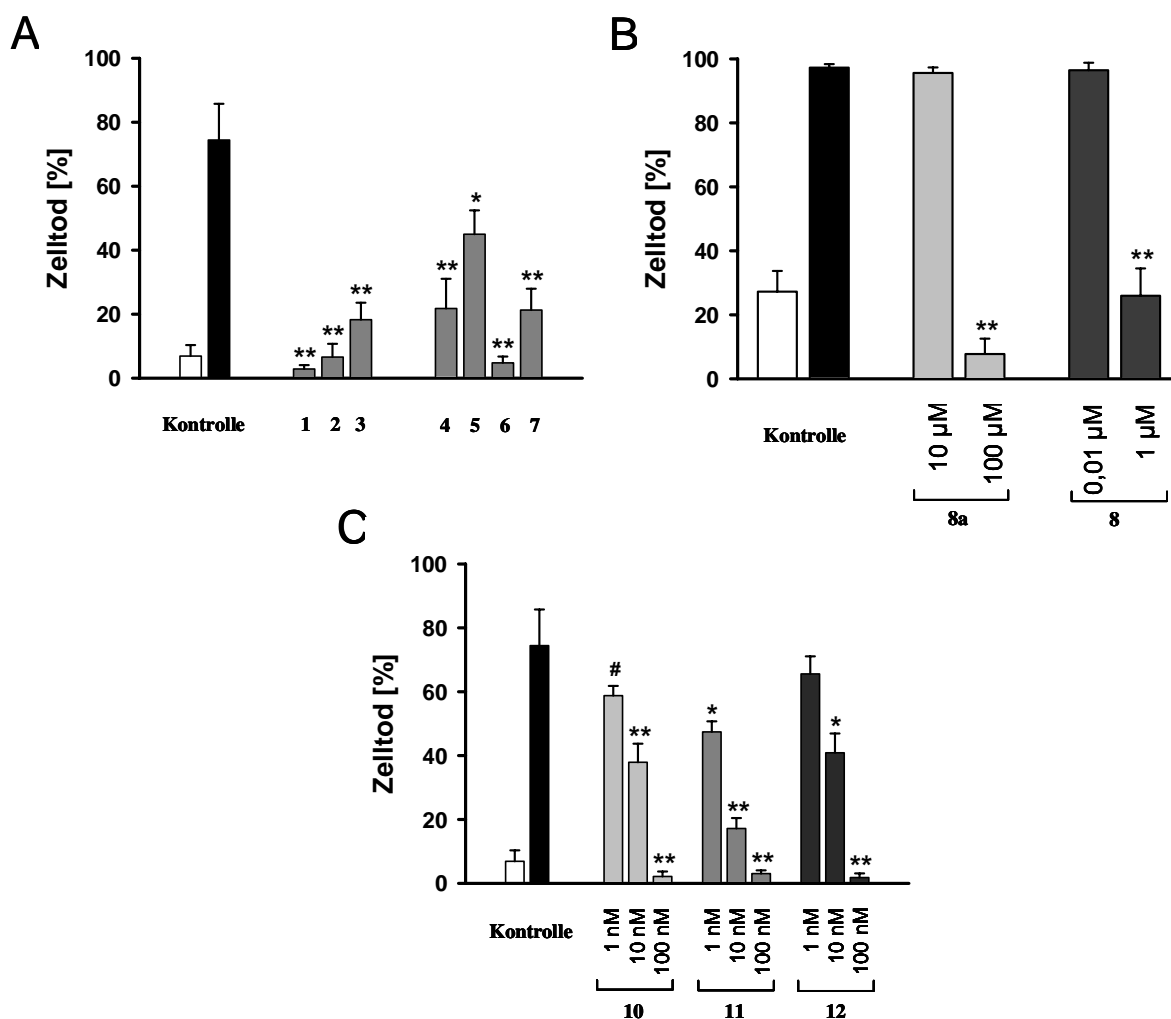 A
Zelltod [%]
100
80
60
40
20
0
** ** ** ** * ** **
Kontrolle 1 2 3 4 5 6 7
B
Zelltod [%]
100
80
60
40
20
0
** **
Kontrolle
10 µM 100 µM 0,01 µM 1 µM
8a 8
C
Zelltod [%]
100
80
60
40
20
0
# ** ** * ** ** * **
Kontrolle
1 nM 10 nM 100 nM 1 nM 10 nM 100 nM 1 nM 10 nM 100 nM
10 11 12